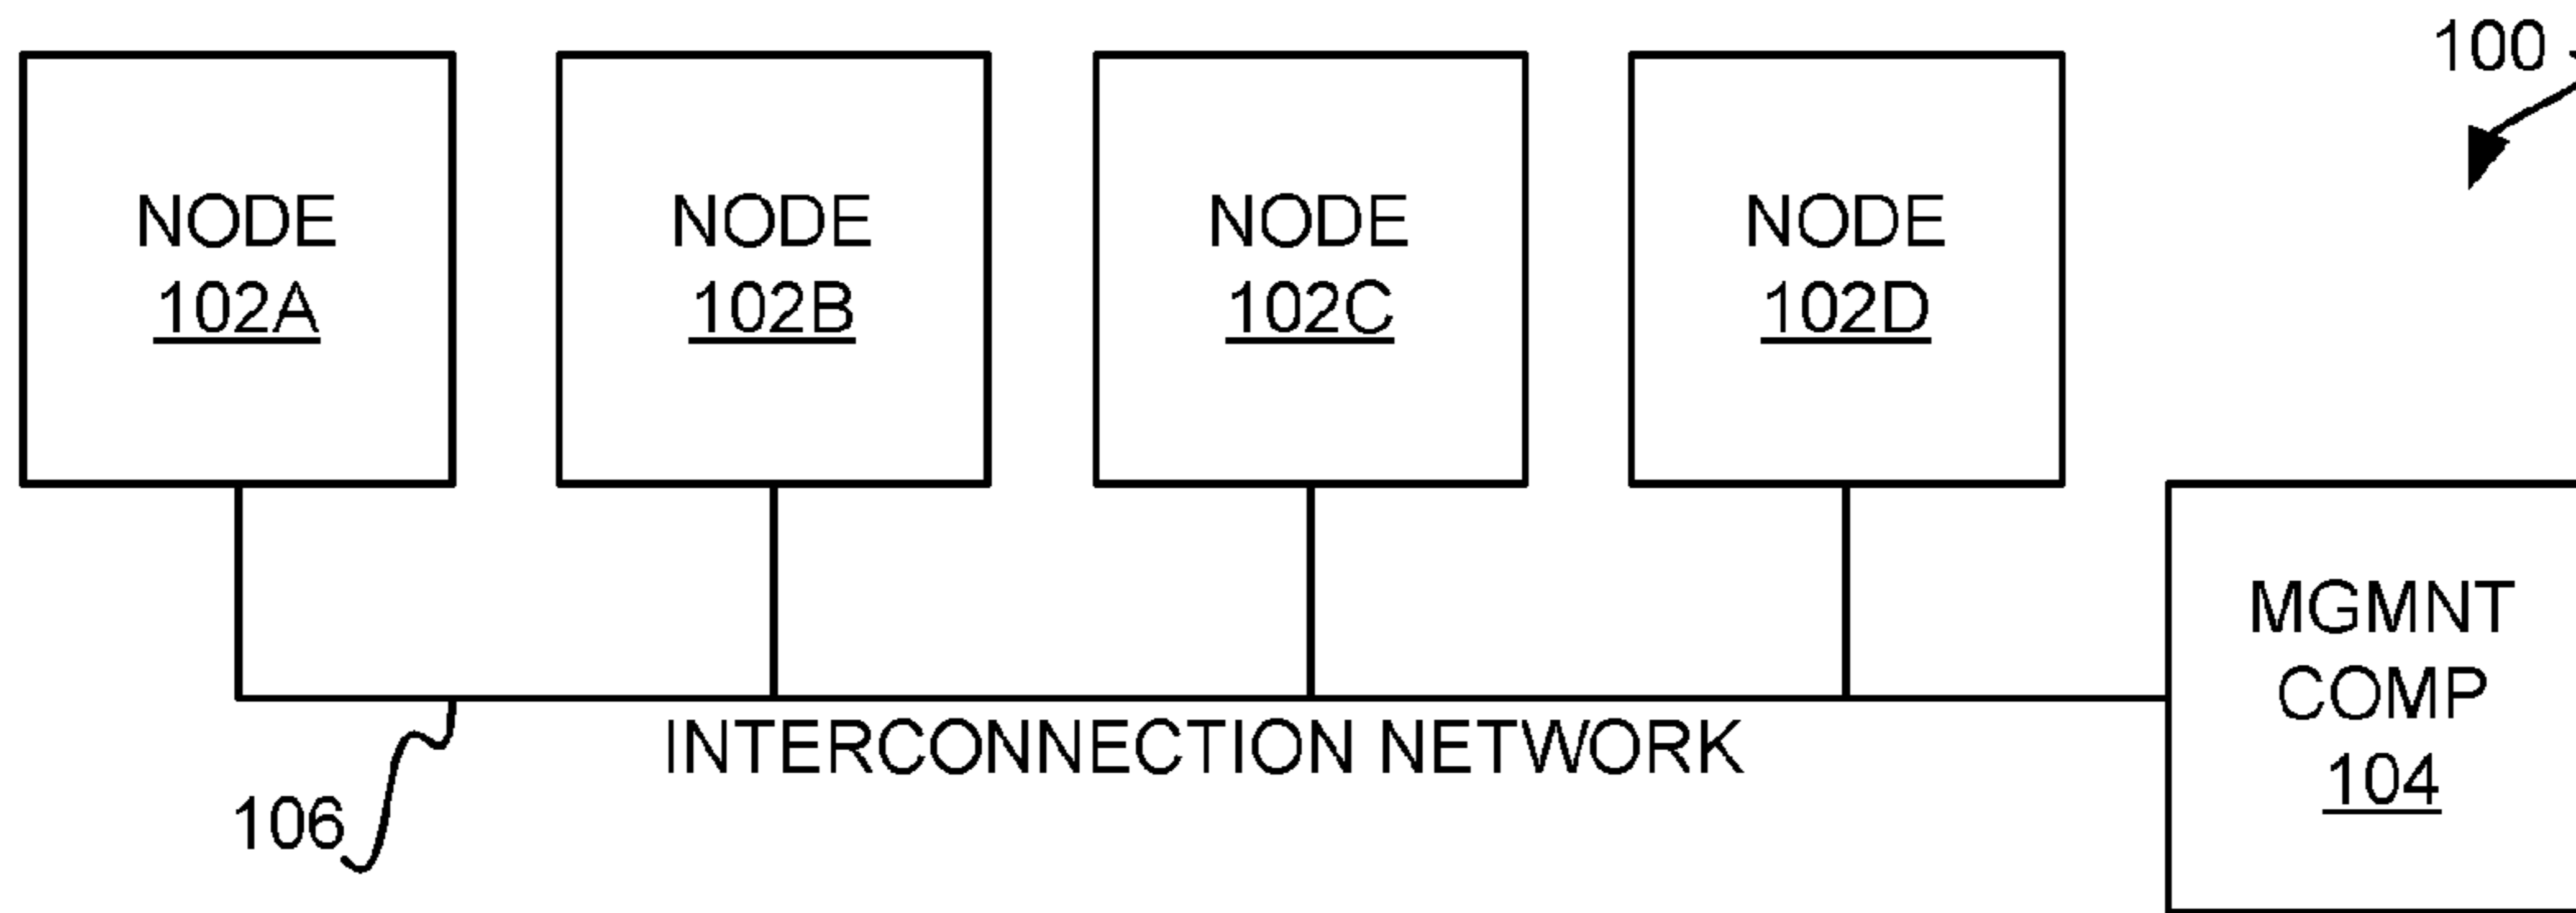 100
NODE
102A
NODE
102B
NODE
102C
NODE
102D
MGMNT
COMP
104
INTERCONNECTION NETWORK
106